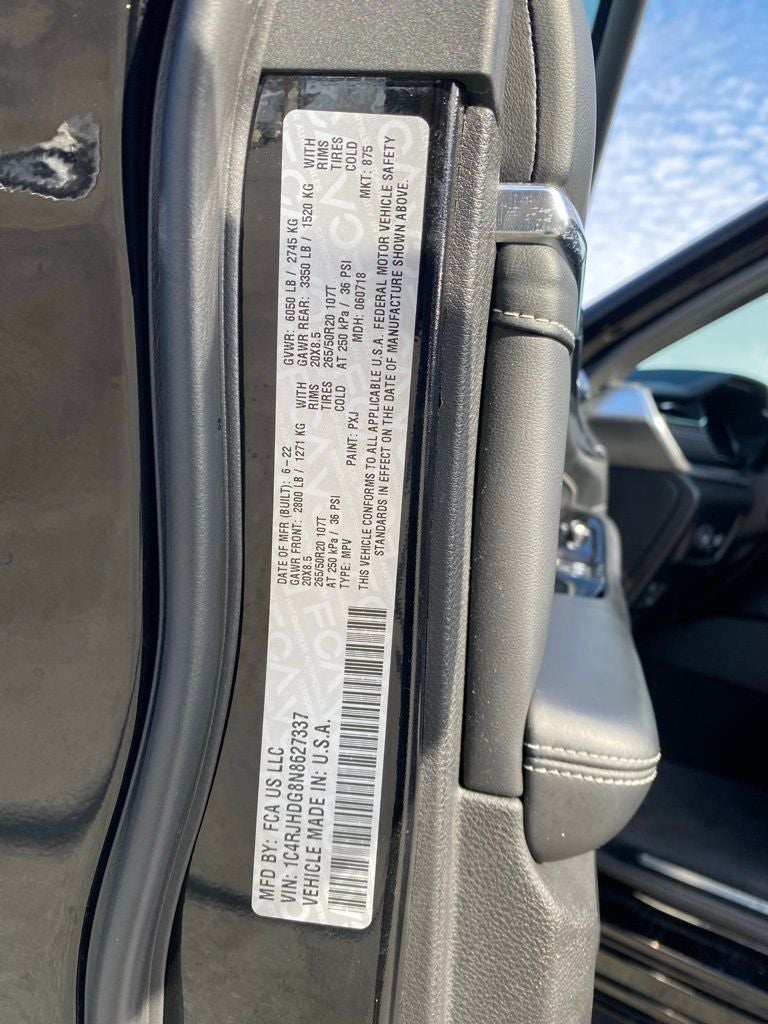 MFD BY: FCA US LLC
VIN: 1C4RJHDG8N8627337
VEHICLE MADE IN: U.S.A.
DATE OF MFR (BUILT): 6-22 GVWR: 6050 LB / 2745 KG
GAWR FRONT: 2800 LB / 1271 KG WITH GAWR REAR: 3350 LB / 1520 KG WITH
20X8.5 RIMS 20X8.5 RIMS
265/50R20 107T TIRES 265/50R20 107T TIRES
AT 250 kPa / 36 PSI COLD AT 250 kPa / 36 PSI COLD
TYPE: MPV PAINT: PXJ MDH: 060718 MKT: 875
THIS VEHICLE CONFORMS TO ALL APPLICABLE U.S.A. FEDERAL MOTOR VEHICLE SAFETY
STANDARDS IN EFFECT ON THE DATE OF MANUFACTURE SHOWN ABOVE.